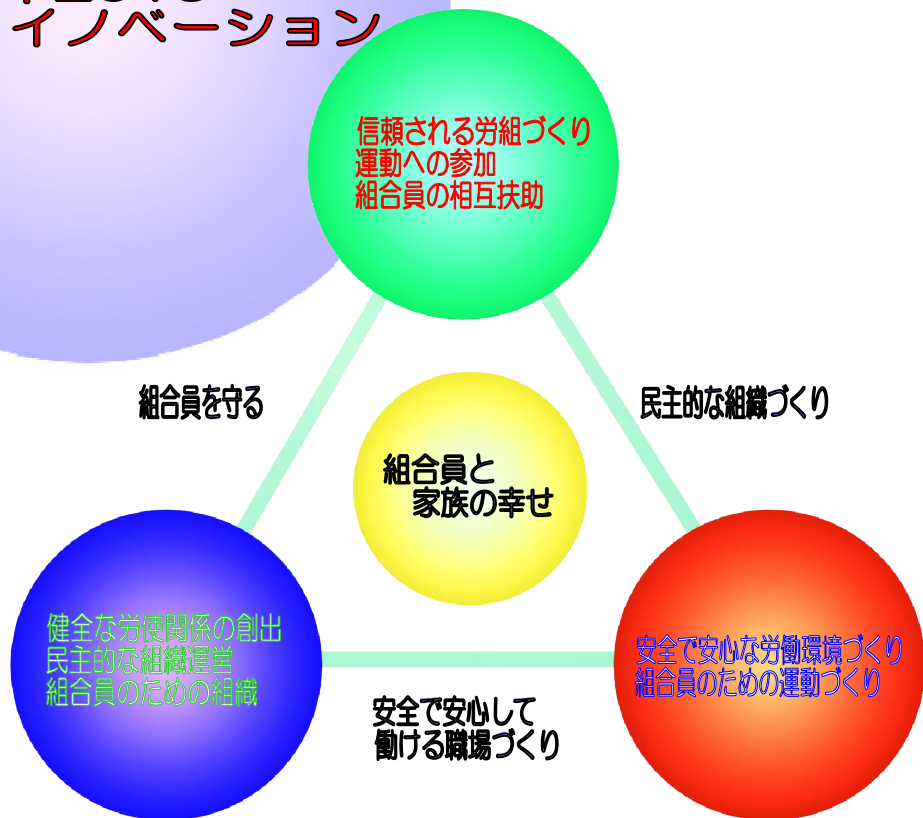 イノベーション
信頼される労組づくり
運動への参加
組合員の相互扶助
組合員を守る
民主的な組織づくり
組合員と
家族の幸せ
健全な労使関係の創出
民主的な組織運営
組合員のための組織
安全で安心な労働環境づくり
組合員のための運動づくり
安全で安心して
働ける職場づくり